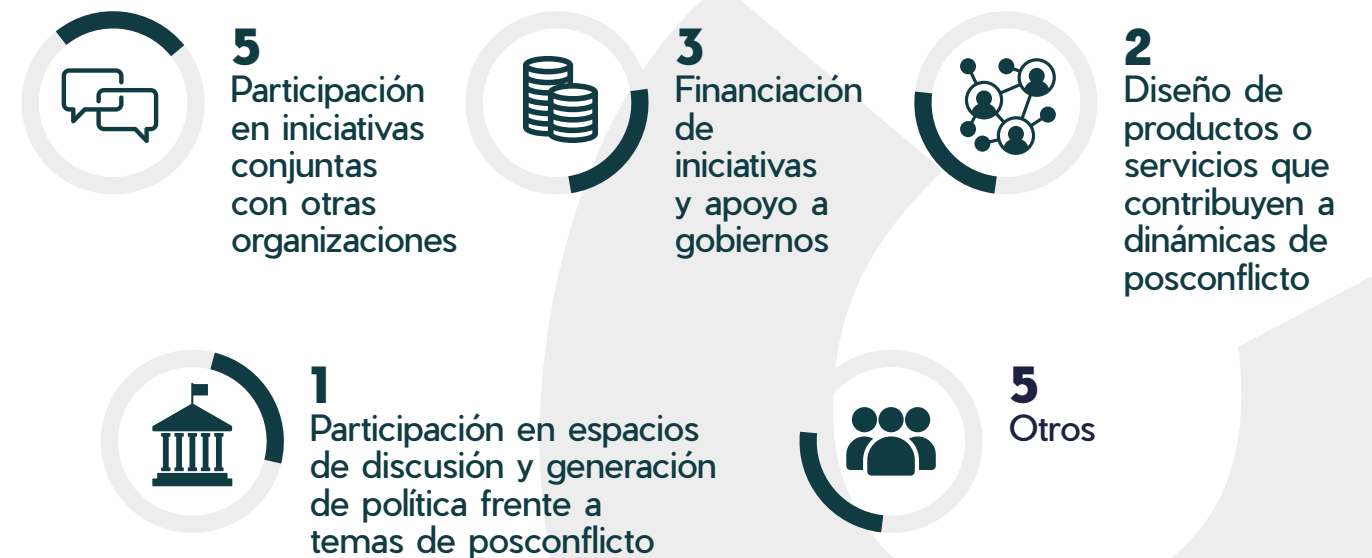 5
Participación
en iniciativas
conjuntas
con otras
organizaciones
3
Financiación
de
iniciativas
y apoyo a
gobiernos
2
Diseño de
productos o
servicios que
contribuyen a
dinámicas de
posconflicto
1
Participación en espacios
de discusión y generación
de política frente a
temas de posconflicto
5
Otros